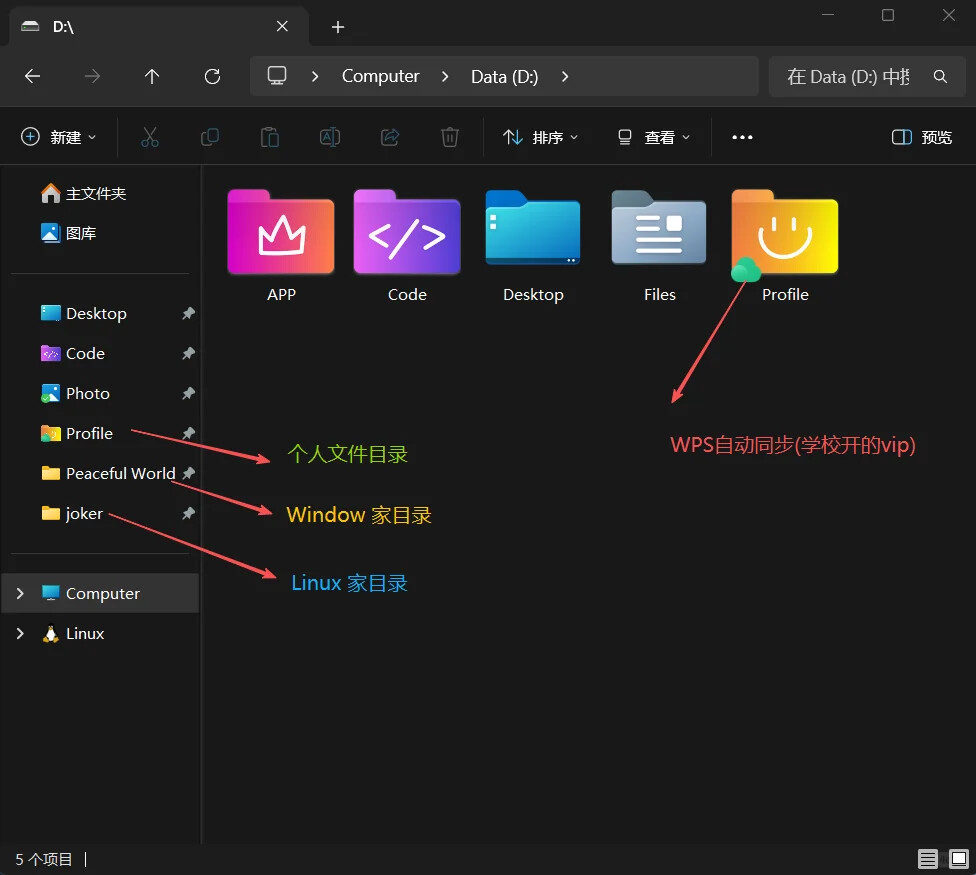 D:\
Computer
Data (D:)
在 Data (D:) 中搜
新建
排序
查看
预览
主文件夹
图库
Desktop
Code
Photo
Profile
Peaceful World
joker
Computer
Linux
APP
Code
Desktop
Files
Profile
个人文件目录
Window 家目录
Linux 家目录
WPS自动同步(学校开的vip)
5 个项目